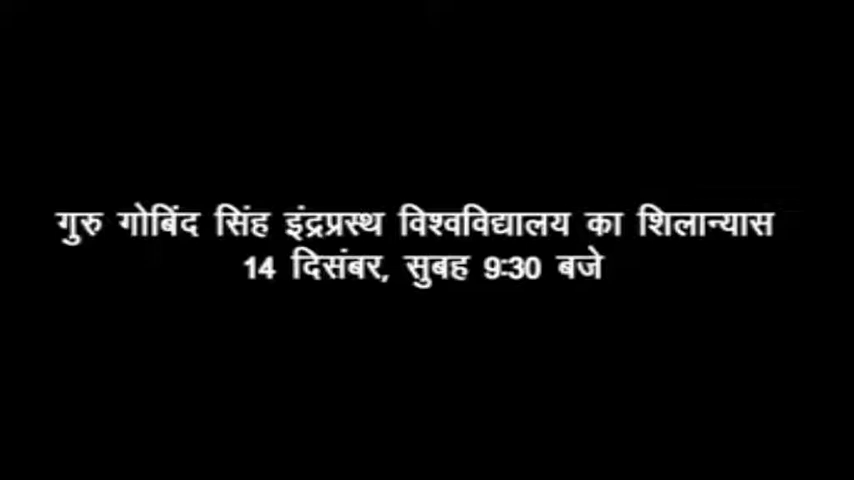 गुरु गोबिंद सिंह इंद्रप्रस्थ विश्वविद्यालय का शिलान्यास
14 दिसंबर, सुबह 9:30 बजे